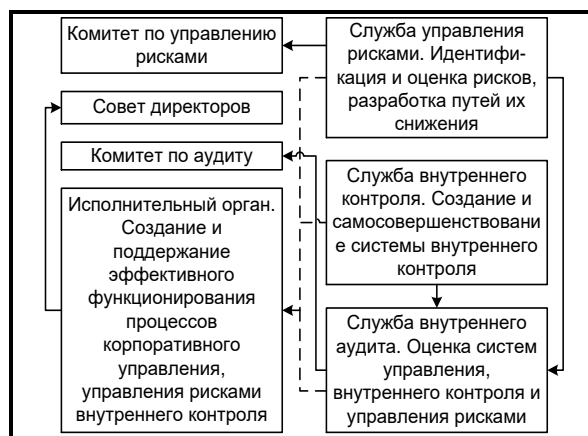 Комитет по управлению
рисками
Совет директоров
Комитет по аудиту
Исполнительный орган.
Создание и
поддержание
эффективного
функционирования
процессов
корпоративного
управления,
управления рисками
внутреннего контроля
Служба управления
рисками. Идентифи-
кация и оценка рисков,
разработка путей их
снижения
Служба внутреннего
контроля. Создание и
самосовершенствовани
е системы внутреннего
контроля
Служба внутреннего
аудита. Оценка систем
управления,
внутреннего контроля и
управления рисками